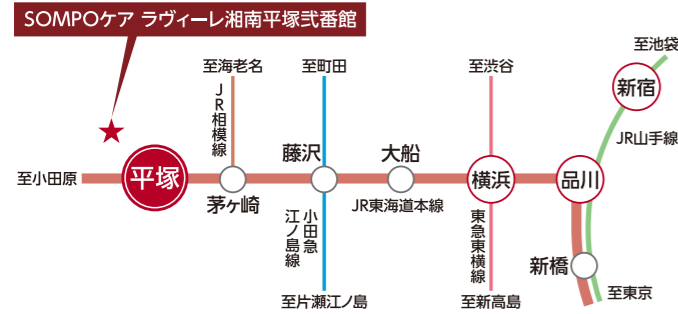 SOMPOケア ラヴィーレ湘南平塚弐番館
至池袋
至海老名
至町田
至渋谷
新宿
JR相模線
JR山手線
藤沢
大船
至小田原
平塚
横浜
品川
茅ヶ崎
JR東海道本線
小田急
江ノ島線
東急東横線
新橋
至片瀬江ノ島
至新高島
至東京